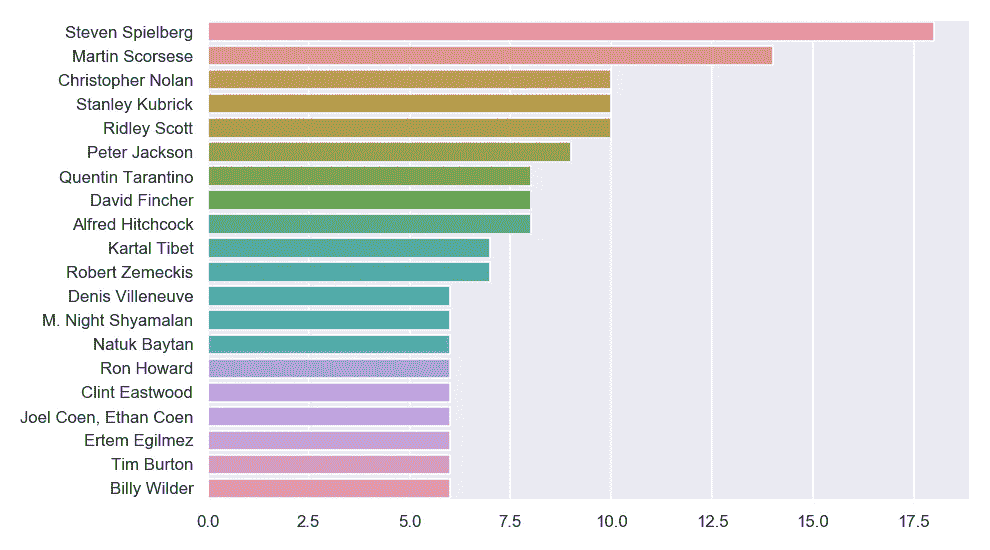 Steven Spielberg
Martin Scorsese
Christopher Nolan
Stanley Kubrick
Ridley Scott
Peter Jackson
Quentin Tarantino
David Fincher
Alfred Hitchcock
Kartal Tibet
Robert Zemeckis
Denis Villeneuve
M. Night Shyamalan
Natuk Baytan
Ron Howard
Clint Eastwood
Joel Coen, Ethan Coen
Ertem Egilmez
Tim Burton
Billy Wilder
0.0 2.5 5.0 7.5 10.0 12.5 15.0 17.5